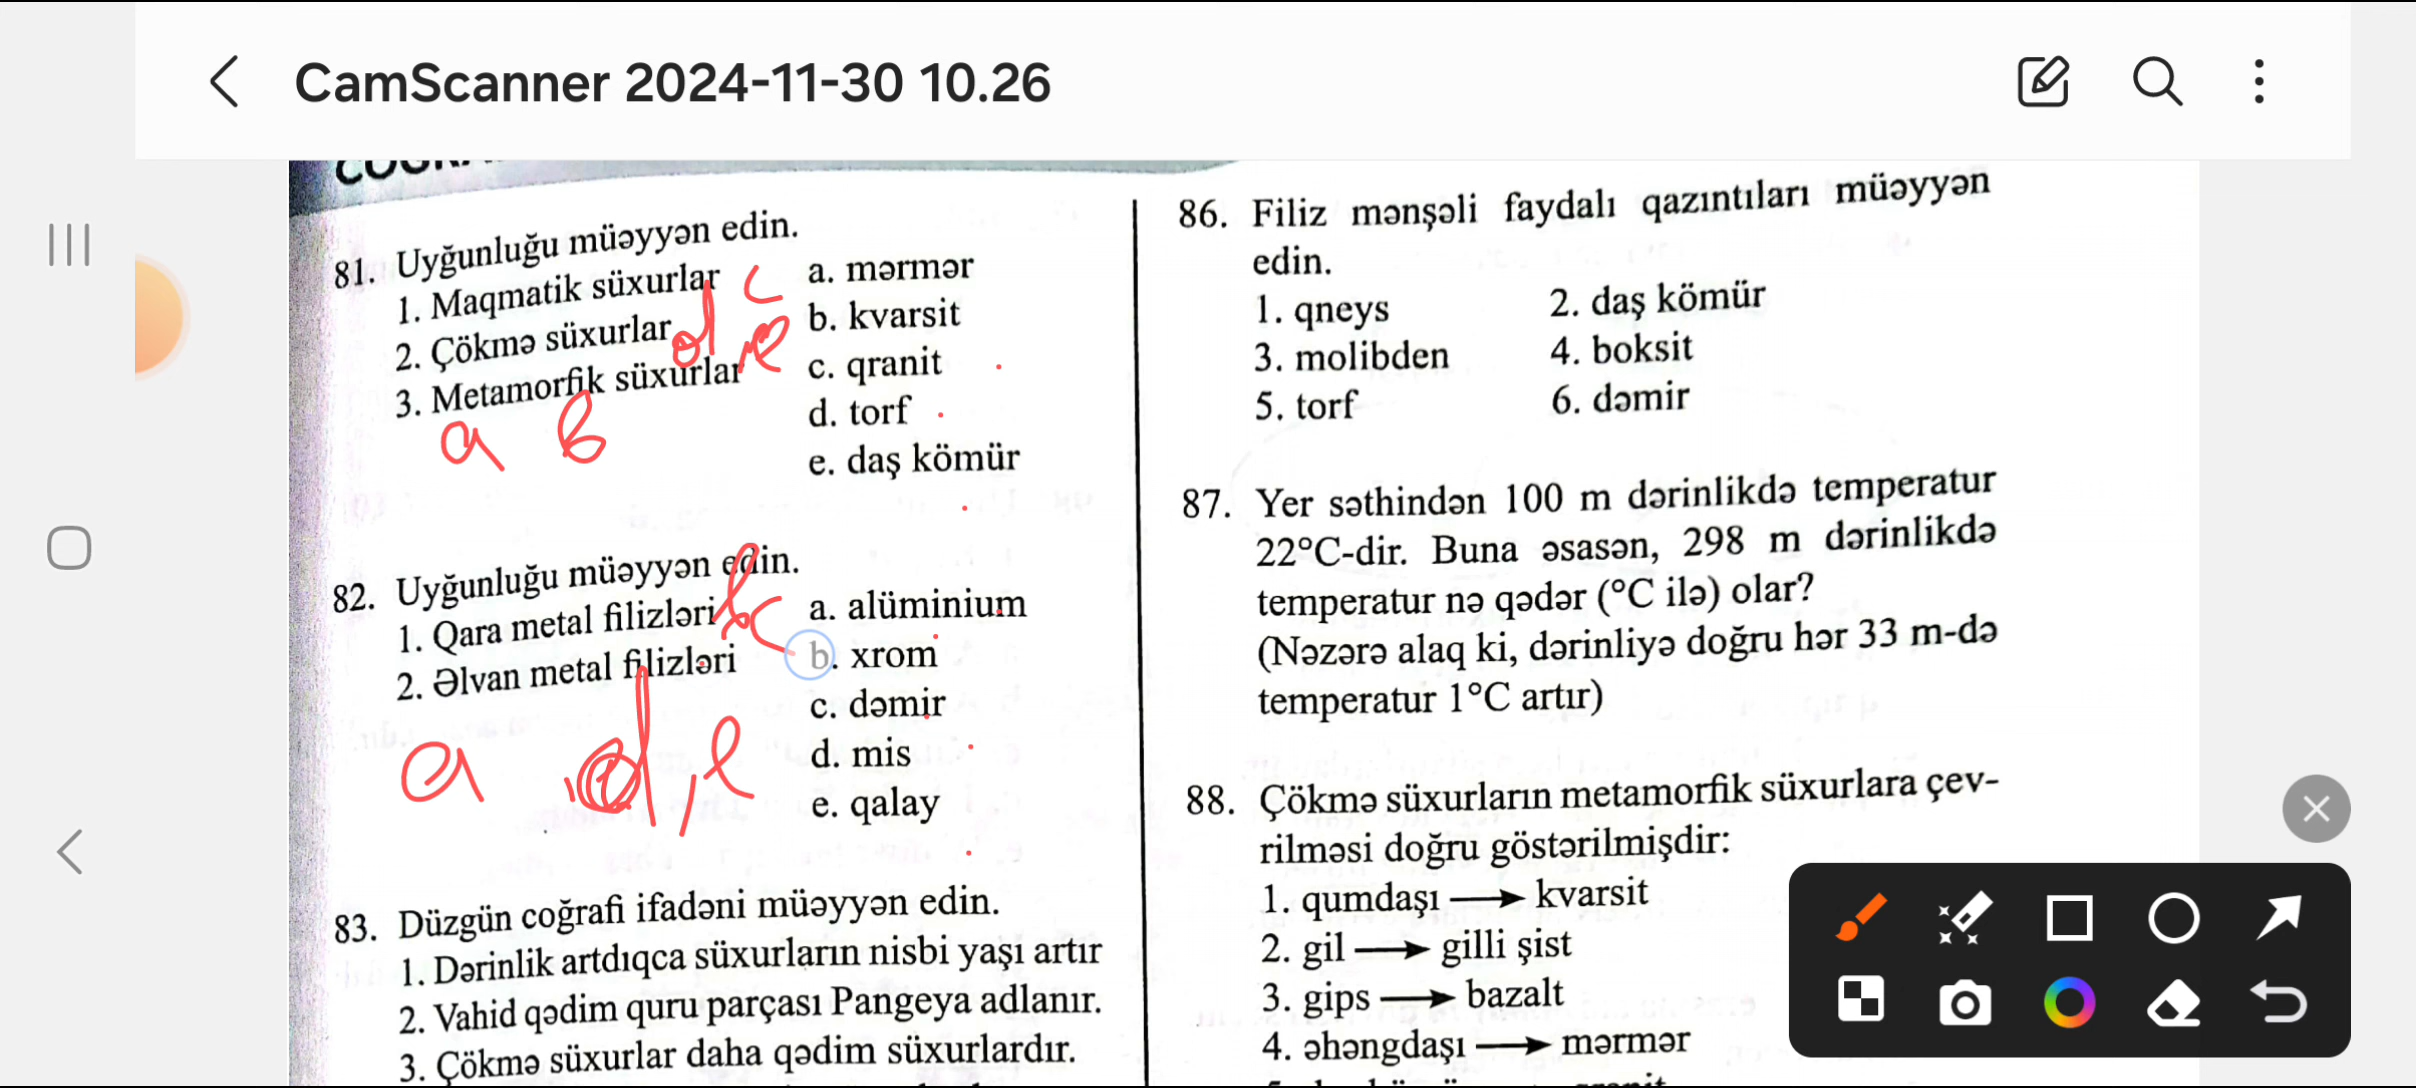 CamScanner 2024-11-30 10.26
81. Uyğunluğu müəyyən edin.
1. Maqmatik süxurlar c
2. Çökmə süxurlar d e
3. Metamorfik süxurlar
a b
a. mərmər
b. kvarsit
c. qranit
d. torf
e. daş kömür
82. Uyğunluğu müəyyən edin.
1. Qara metal filizləri b c
2. Əlvan metal filizləri
a d, e
a. alüminium
b. xrom
c. dəmir
d. mis
e. qalay
83. Düzgün coğrafi ifadəni müəyyən edin.
1. Dərinlik artdıqca süxurların nisbi yaşı artır
2. Vahid qədim quru parçası Pangeya adlanır.
3. Çökmə süxurlar daha qədim süxurlardır.
86. Filiz mənşəli faydalı qazıntıları müəyyən
edin.
1. qneys 2. daş kömür
3. molibden 4. boksit
5. torf 6. dəmir
87. Yer səthindən 100 m dərinlikdə temperatur
22°C-dir. Buna əsasən, 298 m dərinlikdə
temperatur nə qədər (°C ilə) olar?
(Nəzərə alaq ki, dərinliyə doğru hər 33 m-də
temperatur 1°C artır)
88. Çökmə süxurların metamorfik süxurlara çev-
rilməsi doğru göstərilmişdir:
1. qumdaşı → kvarsit
2. gil → gilli şist
3. gips → bazalt
4. əhəngdaşı → mərmər